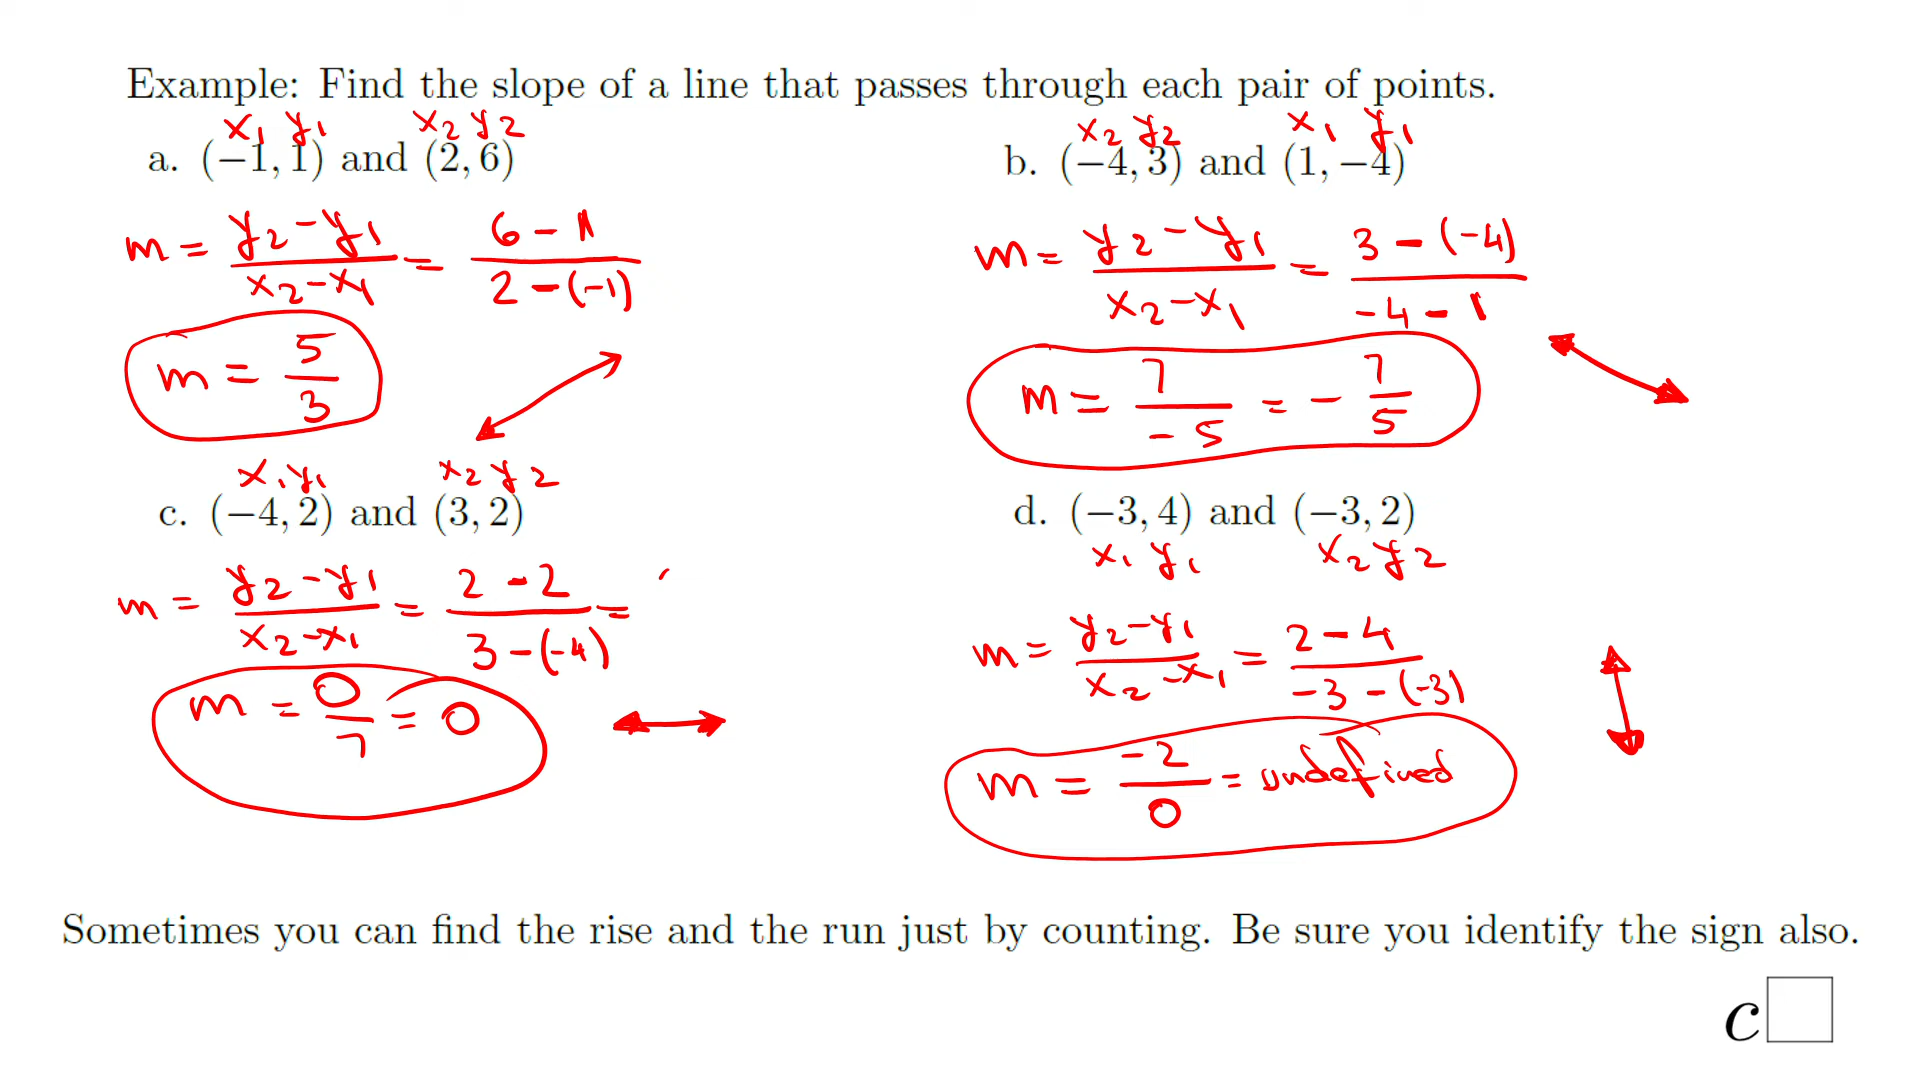 Example: Find the slope of a line that passes through each pair of points.
x₁ y₁ x₂ y₂
a. (−1, 1) and (2, 6)
m = y₂−y₁/x₂−x₁ = 6−1/2−(−1)
m = 5/3
x₂ y₂ x₁ y₁
b. (−4, 3) and (1, −4)
m = y₂−y₁/x₂−x₁ = 3−(−4)/−4−1
m = 7/−5 = −7/5
x₁ y₁ x₂ y₂
c. (−4, 2) and (3, 2)
m = y₂−y₁/x₂−x₁ = 2−2/3−(−4) =
m = 0/7 = 0
d. (−3, 4) and (−3, 2)
x₁ y₁ x₂ y₂
m = y₂−y₁/x₂−x₁ = 2−4/−3−(−3)
m = −2/0 = undefined
Sometimes you can find the rise and the run just by counting. Be sure you identify the sign also.
c